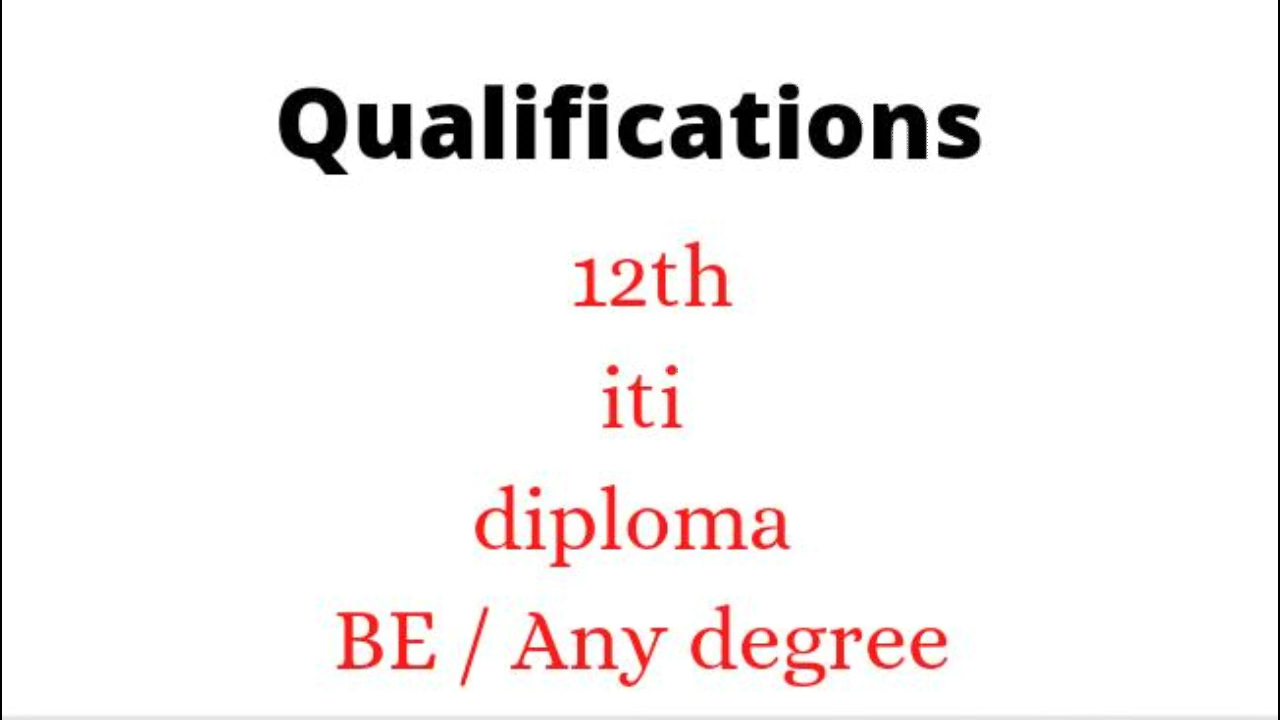 Qualifications
12th
iti
diploma
BE / Any degree